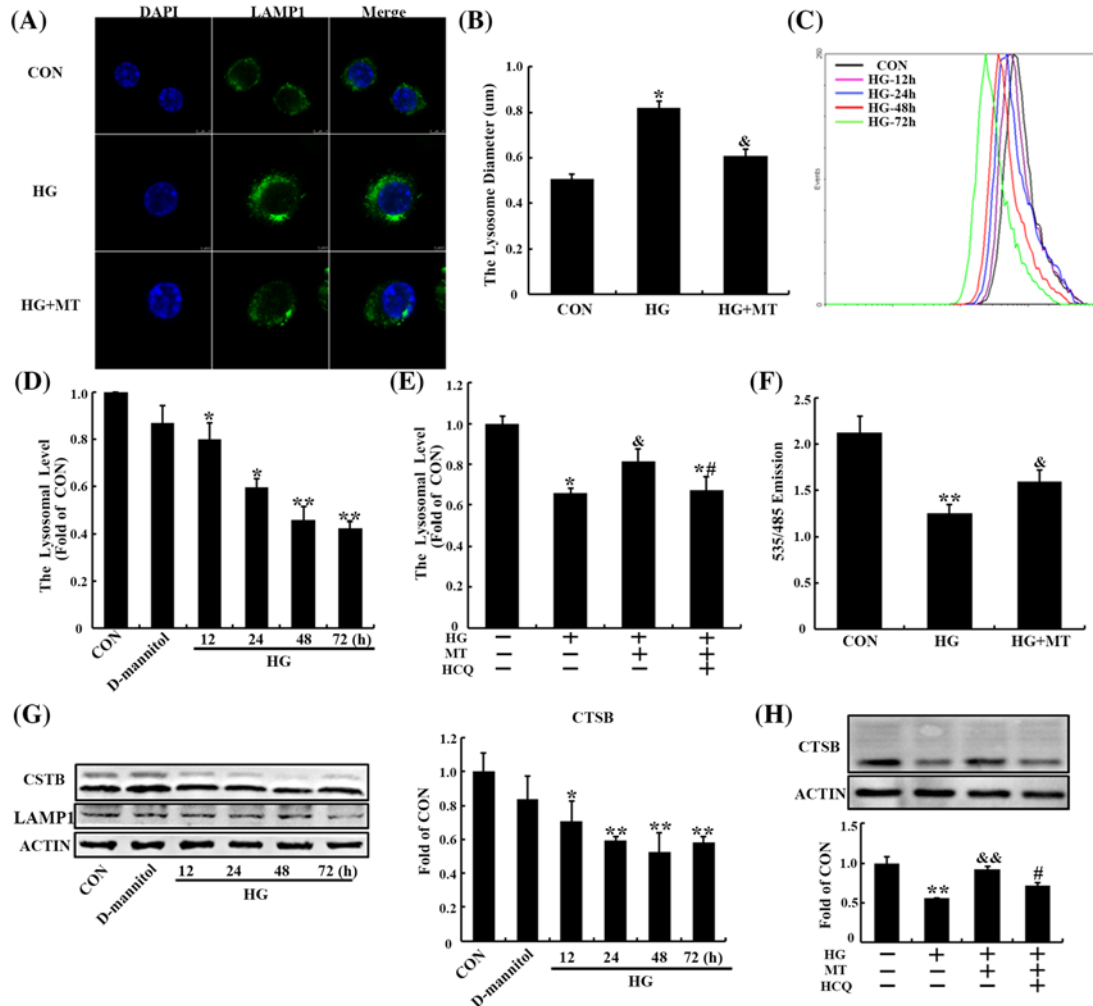 (A)
DAPI LAMP1 Merge
CON
HG
HG+MT
(B)
The Lysosome Diameter (um)
1
0.8
0.6
0.4
0.2
0
*
&
CON HG HG+MT
(C)
CON
HG-12h
HG-24h
HG-48h
HG-72h
Events
0
(D)
The Lysosomal Level
(Fold of CON)
1.0
0.8
0.6
0.4
0.2
0
*
*
**
**
CON D-mannitol 12 24 48 72 (h)
HG
(E)
The Lysosomal Level
(Fold of CON)
1.2
1.0
0.8
0.6
0.4
0.2
0
*
&
*#
HG − + + +
MT − − + +
HCQ − − − +
(F)
535/485 Emission
2.5
2.0
1.5
1.0
0.5
0
**
&
CON HG HG+MT
(G)
CSTB
LAMP1
ACTIN
CON D-mannitol 12 24 48 72 (h)
HG
CTSB
Fold of CON
1.2
1.0
0.8
0.6
0.4
0.2
0
*
**
**
**
CON D-mannitol 12 24 48 72 (h)
HG
(H)
CTSB
ACTIN
Fold of CON
1.5
1.0
0.5
0
**
&&
#
HG − + + +
MT − − + +
HCQ − − − +